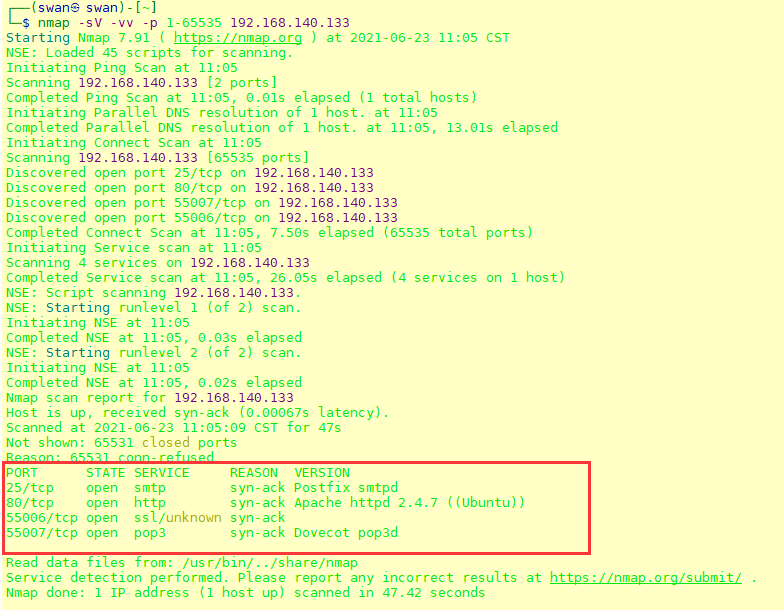 ┌──(swan㉿ swan)-[~]
└─$ nmap -sV -vv -p 1-65535 192.168.140.133
Starting Nmap 7.91 ( https://nmap.org ) at 2021-06-23 11:05 CST
NSE: Loaded 45 scripts for scanning.
Initiating Ping Scan at 11:05
Scanning 192.168.140.133 [2 ports]
Completed Ping Scan at 11:05, 0.01s elapsed (1 total hosts)
Initiating Parallel DNS resolution of 1 host. at 11:05
Completed Parallel DNS resolution of 1 host. at 11:05, 13.01s elapsed
Initiating Connect Scan at 11:05
Scanning 192.168.140.133 [65535 ports]
Discovered open port 25/tcp on 192.168.140.133
Discovered open port 80/tcp on 192.168.140.133
Discovered open port 55007/tcp on 192.168.140.133
Discovered open port 55006/tcp on 192.168.140.133
Completed Connect Scan at 11:05, 7.50s elapsed (65535 total ports)
Initiating Service scan at 11:05
Scanning 4 services on 192.168.140.133
Completed Service scan at 11:05, 26.05s elapsed (4 services on 1 host)
NSE: Script scanning 192.168.140.133.
NSE: Starting runlevel 1 (of 2) scan.
Initiating NSE at 11:05
Completed NSE at 11:05, 0.03s elapsed
NSE: Starting runlevel 2 (of 2) scan.
Initiating NSE at 11:05
Completed NSE at 11:05, 0.02s elapsed
Nmap scan report for 192.168.140.133
Host is up, received syn-ack (0.00067s latency).
Scanned at 2021-06-23 11:05:09 CST for 47s
Not shown: 65531 closed ports
Reason: 65531 conn-refused
PORT      STATE SERVICE     REASON  VERSION
25/tcp    open  smtp        syn-ack Postfix smtpd
80/tcp    open  http        syn-ack Apache httpd 2.4.7 ((Ubuntu))
55006/tcp open  ssl/unknown syn-ack
55007/tcp open  pop3        syn-ack Dovecot pop3d
Read data files from: /usr/bin/../share/nmap
Service detection performed. Please report any incorrect results at https://nmap.org/submit/ .
Nmap done: 1 IP address (1 host up) scanned in 47.42 seconds